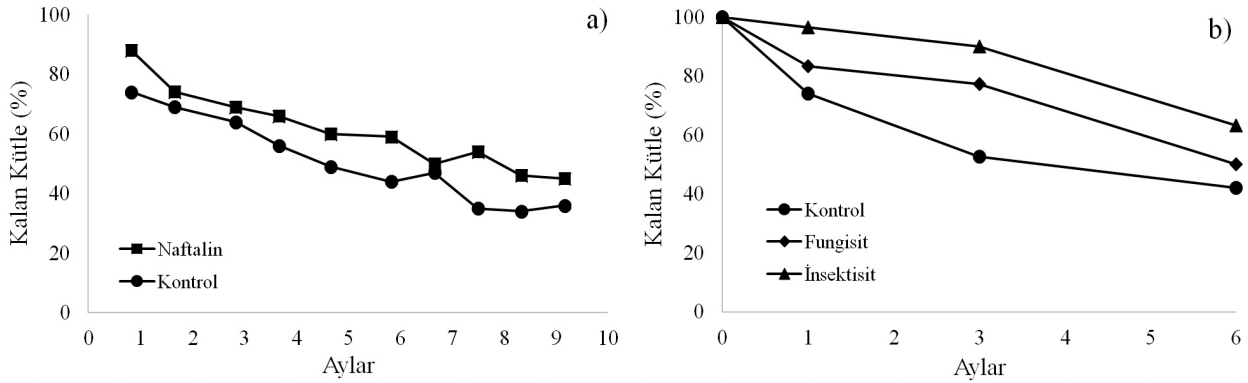 a)
Kalan Kütle (%)
100
80
60
40
20
0
Naftalin
Kontrol
0 1 2 3 4 5 6 7 8 9 10
Aylar
b)
Kalan Kütle (%)
100
80
60
40
20
0
Kontrol
Fungisit
İnsektisit
0 1 2 3 4 5 6
Aylar